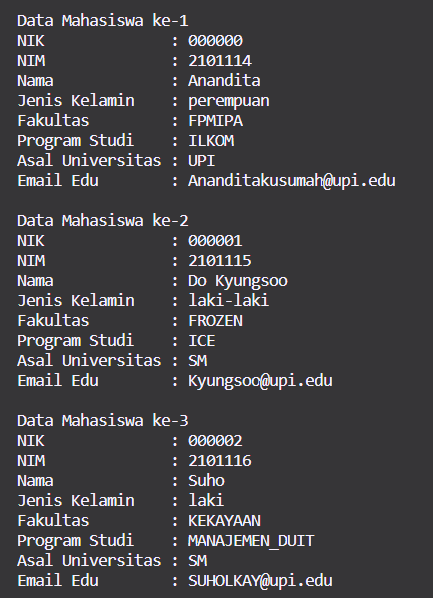 Data Mahasiswa ke-1
NIK : 000000
NIM : 2101114
Nama : Anandita
Jenis Kelamin : perempuan
Fakultas : FPMIPA
Program Studi : ILKOM
Asal Universitas : UPI
Email Edu : Ananditakusumah@upi.edu

Data Mahasiswa ke-2
NIK : 000001
NIM : 2101115
Nama : Do Kyungsoo
Jenis Kelamin : laki-laki
Fakultas : FROZEN
Program Studi : ICE
Asal Universitas : SM
Email Edu : Kyungsoo@upi.edu

Data Mahasiswa ke-3
NIK : 000002
NIM : 2101116
Nama : Suho
Jenis Kelamin : laki
Fakultas : KEKAYAAN
Program Studi : MANAJEMEN_DUIT
Asal Universitas : SM
Email Edu : SUHOLKAY@upi.edu